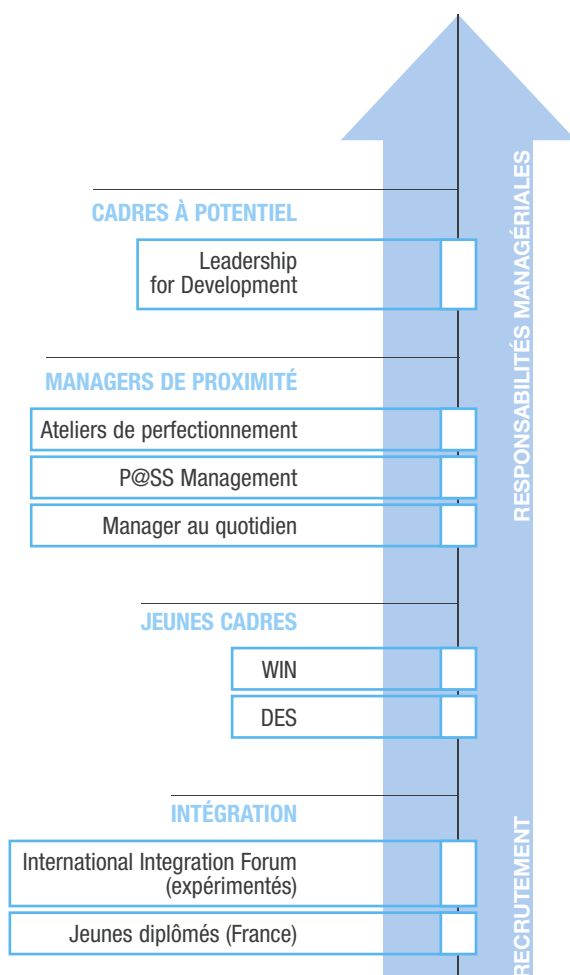 CADRES À POTENTIEL
Leadership
for Development
MANAGERS DE PROXIMITÉ
Ateliers de perfectionnement
P@SS Management
Manager au quotidien
JEUNES CADRES
WIN
DES
INTÉGRATION
International Integration Forum
(expérimentés)
Jeunes diplômés (France)
RESPONSABILITÉS MANAGÉRIALES
RECRUTEMENT